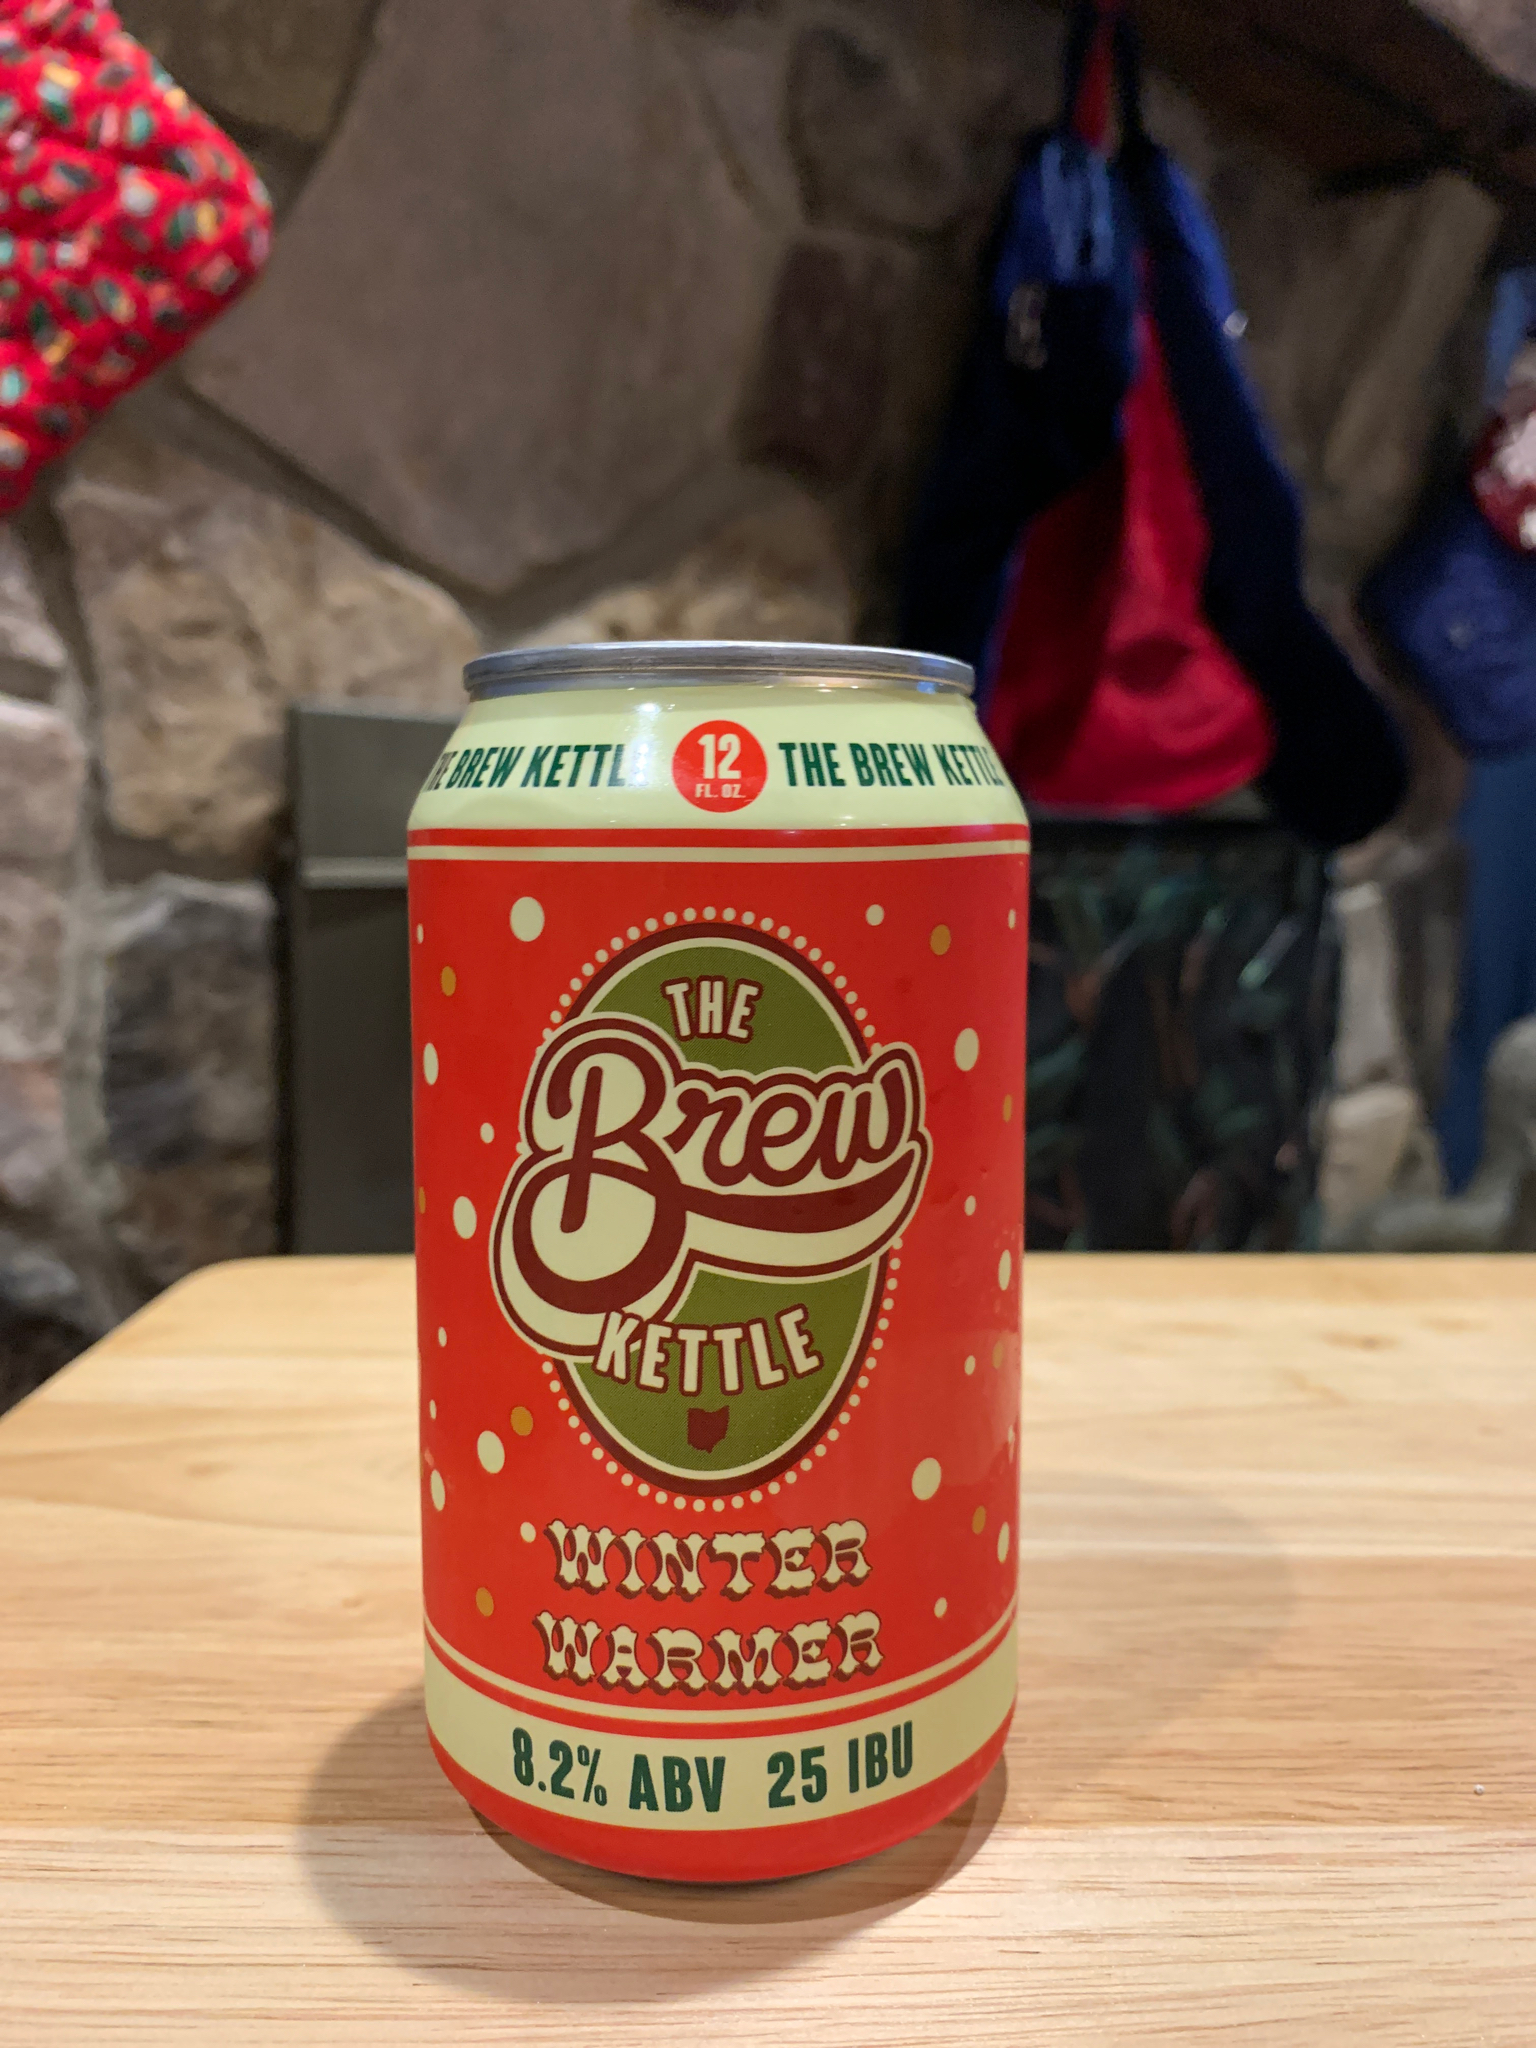 THE BREW KETTLE 12 THE BREW KETTLE
FL. OZ.
THE
Brew
KETTLE
WINTER
WARMER
8.2% ABV 25 IBU